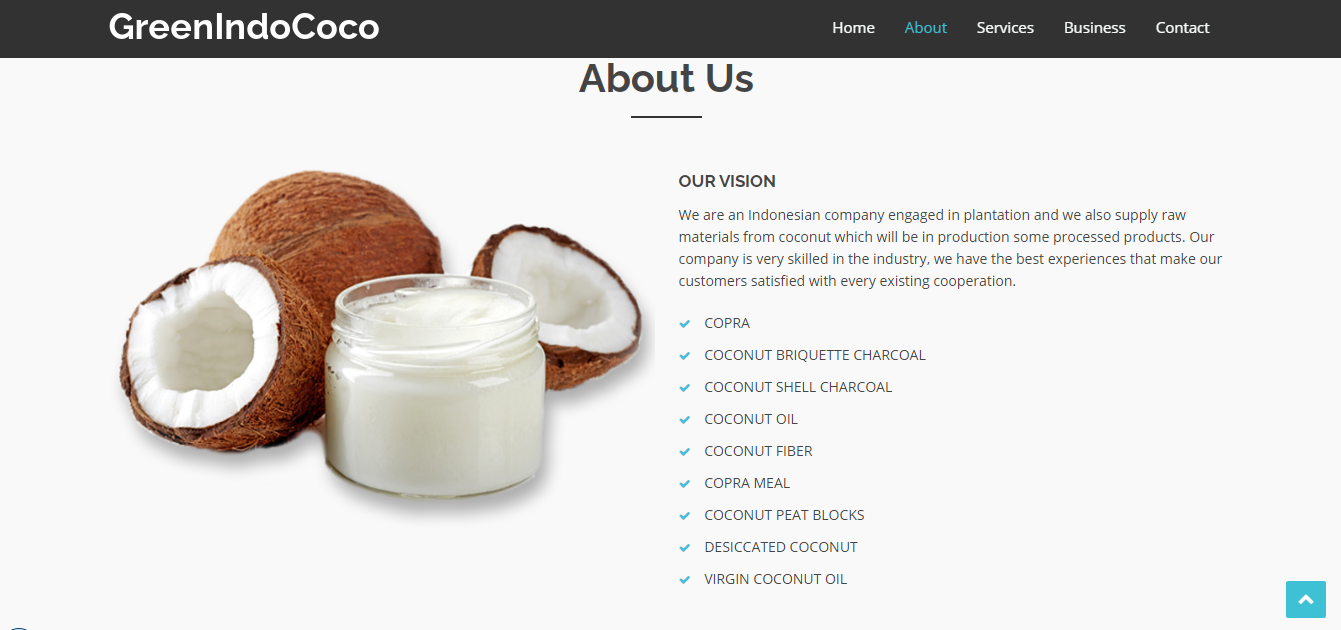 GreenIndoCoco
Home About Services Business Contact
About Us
OUR VISION
We are an Indonesian company engaged in plantation and we also supply raw
materials from coconut which will be in production some processed products. Our
company is very skilled in the industry, we have the best experiences that make our
customers satisfied with every existing cooperation.
COPRA
COCONUT BRIQUETTE CHARCOAL
COCONUT SHELL CHARCOAL
COCONUT OIL
COCONUT FIBER
COPRA MEAL
COCONUT PEAT BLOCKS
DESICCATED COCONUT
VIRGIN COCONUT OIL